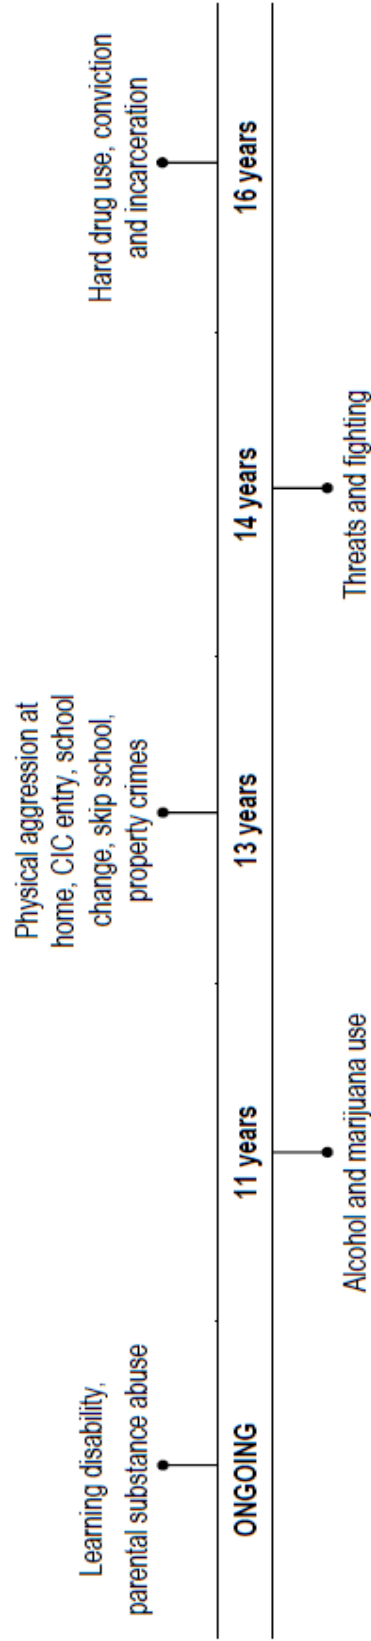 Learning disability,
parental substance abuse
Physical aggression at
home, CIC entry, school
change, skip school,
property crimes
Hard drug use, conviction
and incarceration
ONGOING
11 years
13 years
14 years
16 years
Alcohol and marijuana use
Threats and fighting